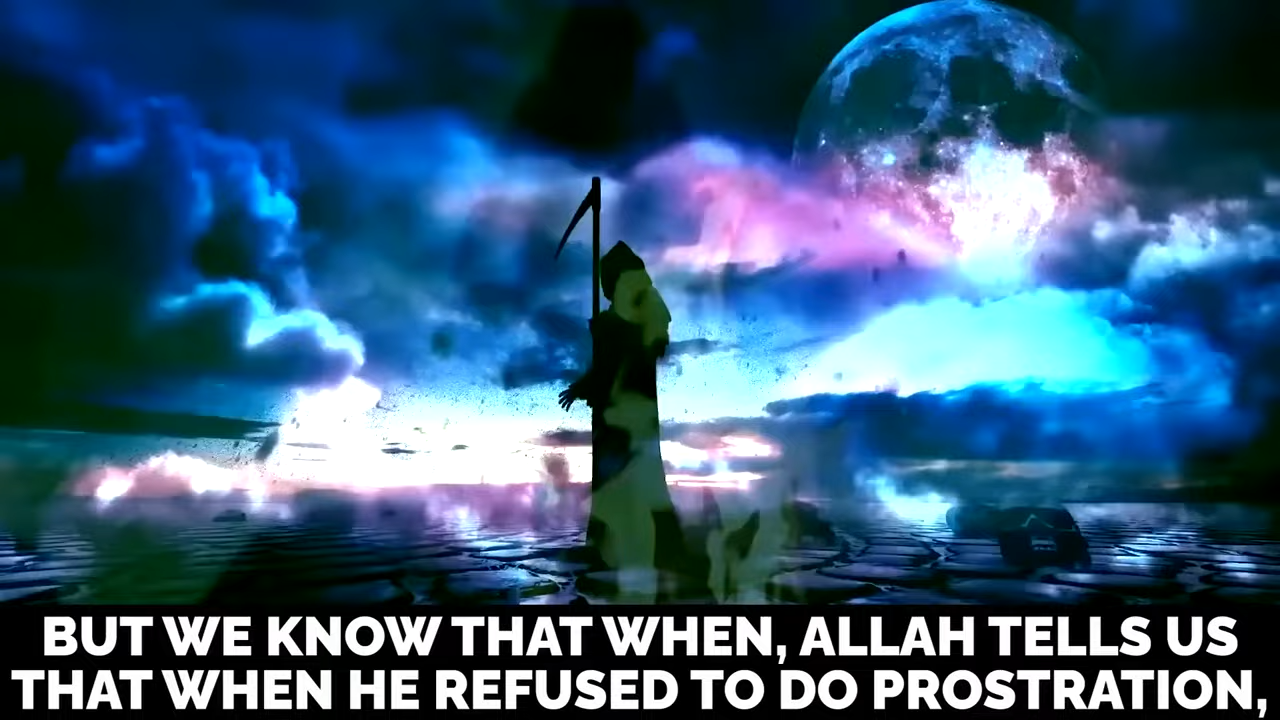 BUT WE KNOW THAT WHEN, ALLAH TELLS US
THAT WHEN HE REFUSED TO DO PROSTRATION,